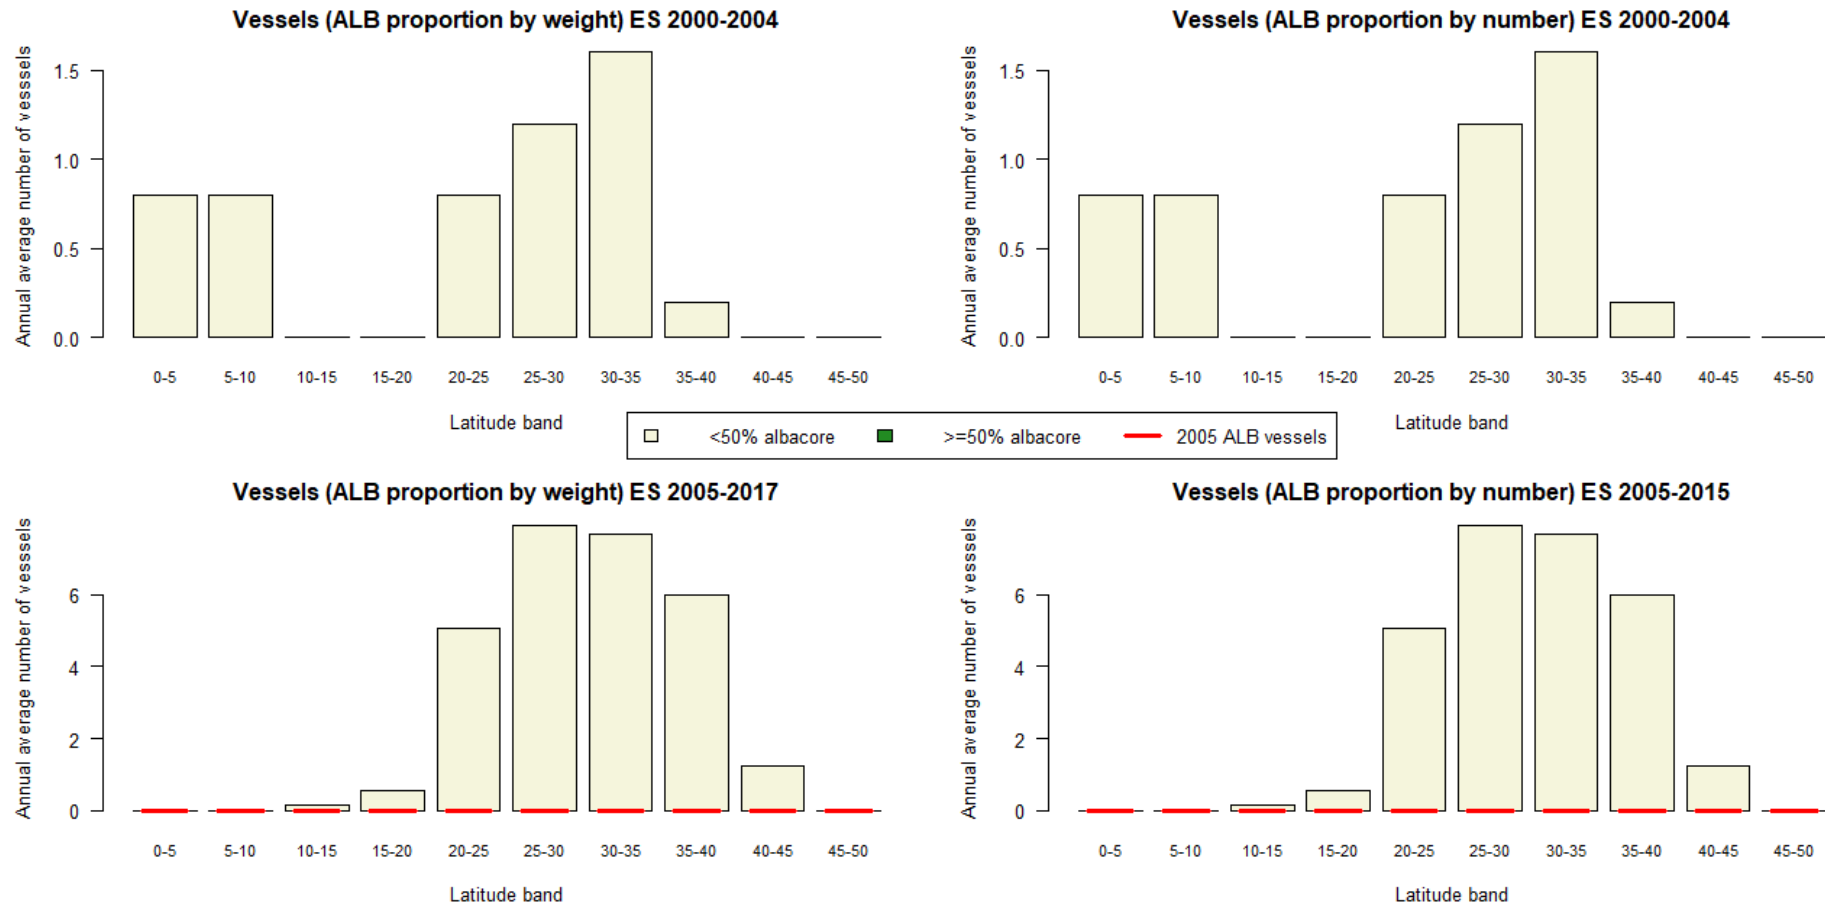 Vessels (ALB proportion by weight) ES 2000-2004
Annual average number of vesssels
1.5
1.0
0.5
0.0
0-5 5-10 10-15 15-20 20-25 25-30 30-35 35-40 40-45 45-50
Latitude band
Vessels (ALB proportion by number) ES 2000-2004
Annual average number of vesssels
1.5
1.0
0.5
0.0
0-5 5-10 10-15 15-20 20-25 25-30 30-35 35-40 40-45 45-50
Latitude band
<50% albacore >=50% albacore 2005 ALB vessels
Vessels (ALB proportion by weight) ES 2005-2017
Annual average number of vesssels
6
4
2
0
0-5 5-10 10-15 15-20 20-25 25-30 30-35 35-40 40-45 45-50
Latitude band
Vessels (ALB proportion by number) ES 2005-2015
Annual average number of vesssels
6
4
2
0
0-5 5-10 10-15 15-20 20-25 25-30 30-35 35-40 40-45 45-50
Latitude band